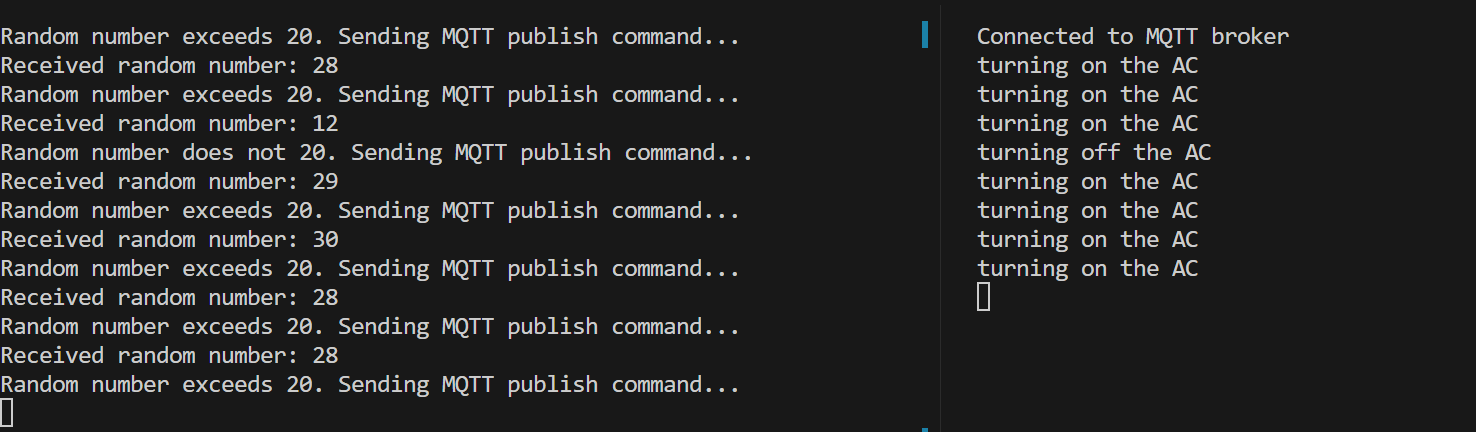 Random number exceeds 20. Sending MQTT publish command...
Received random number: 28
Random number exceeds 20. Sending MQTT publish command...
Received random number: 12
Random number does not 20. Sending MQTT publish command...
Received random number: 29
Random number exceeds 20. Sending MQTT publish command...
Received random number: 30
Random number exceeds 20. Sending MQTT publish command...
Received random number: 28
Random number exceeds 20. Sending MQTT publish command...
Received random number: 28
Random number exceeds 20. Sending MQTT publish command...
Connected to MQTT broker
turning on the AC
turning on the AC
turning on the AC
turning off the AC
turning on the AC
turning on the AC
turning on the AC
turning on the AC